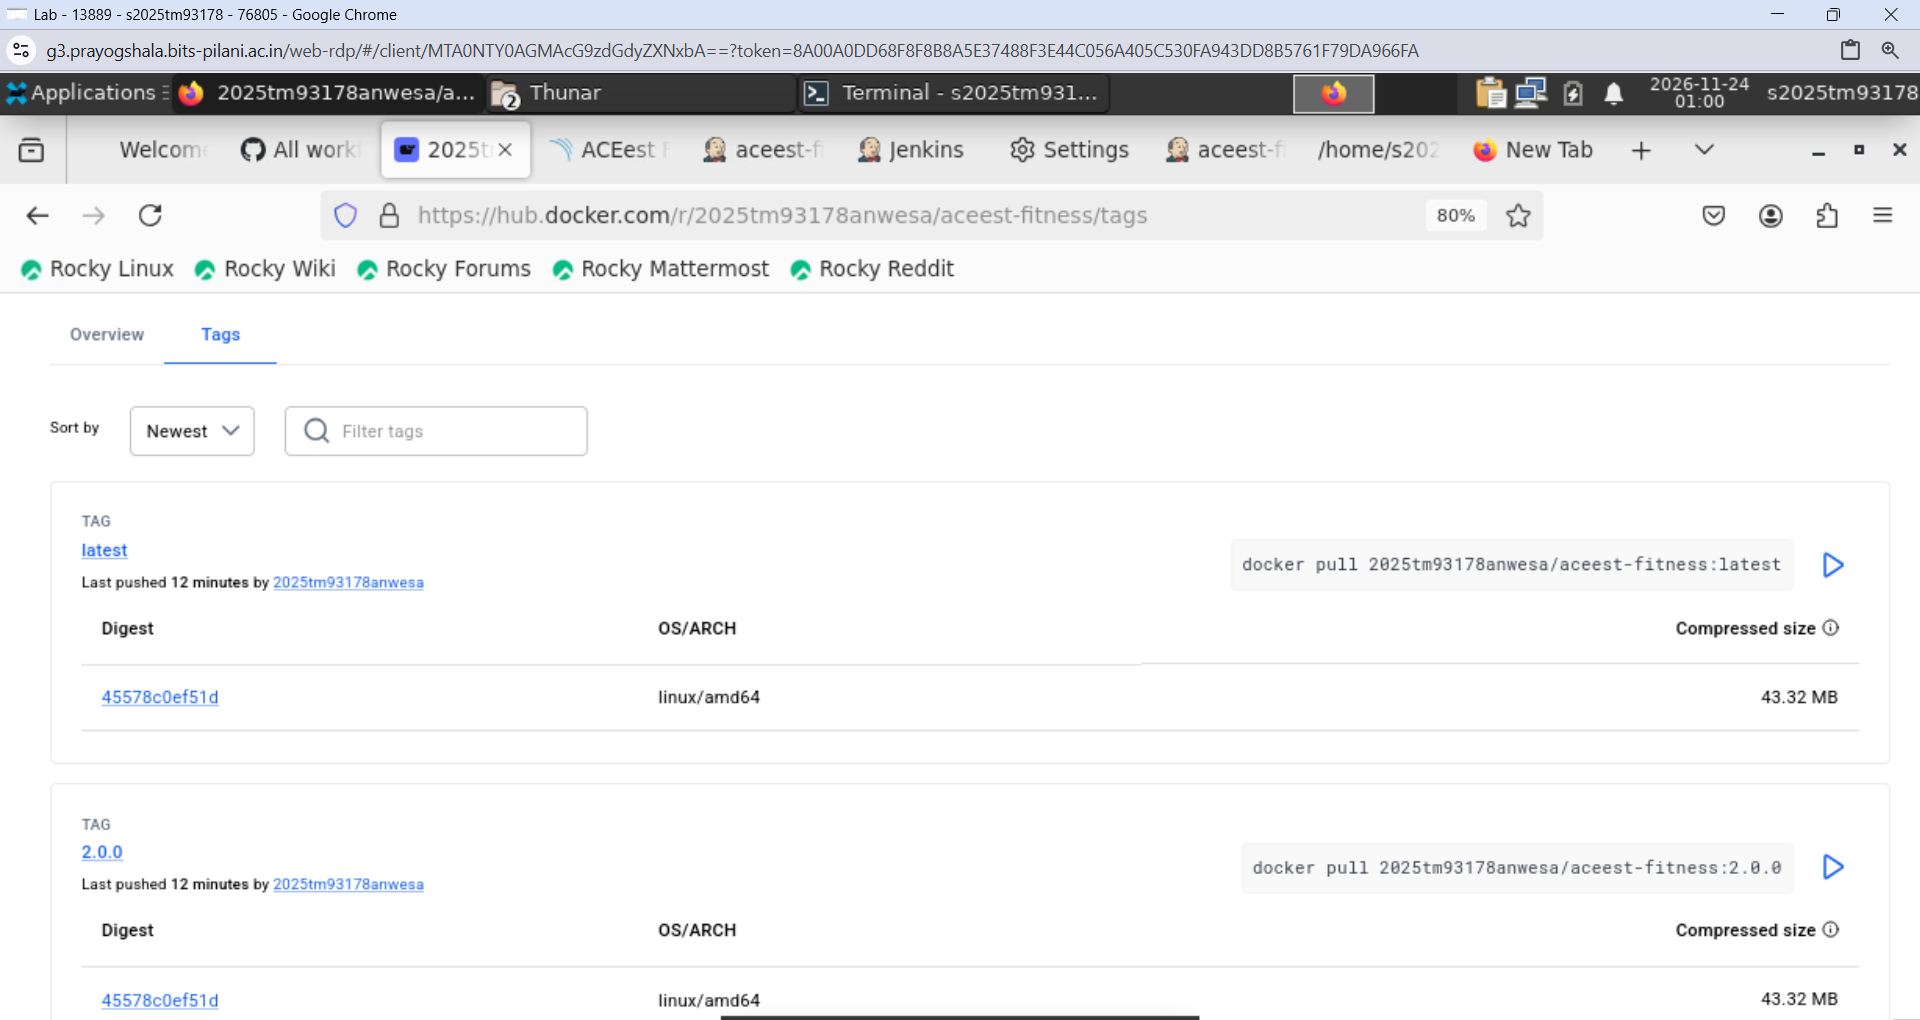 Lab - 13889 - s2025tm93178 - 76805 - Google Chrome
g3.prayogshala.bits-pilani.ac.in/web-rdp/#/client/MTA0NTY0AGMAcG9zdGdyZXNxbA==?token=8A00A0DD68F8F8B8A5E37488F3E44C056A405C530FA943DD8B5761F79DA966FA
Applications 2025tm93178anwesa/a... Thunar Terminal - s2025tm931... 2026-11-24 01:00 s2025tm93178
Welcom All work 2025t ACEest F aceest-fi Jenkins Settings aceest-fi /home/s202 New Tab
https://hub.docker.com/r/2025tm93178anwesa/aceest-fitness/tags 80%
Rocky Linux Rocky Wiki Rocky Forums Rocky Mattermost Rocky Reddit
Overview Tags
Sort by Newest Filter tags
TAG
latest
docker pull 2025tm93178anwesa/aceest-fitness:latest
Last pushed 12 minutes by 2025tm93178anwesa
Digest OS/ARCH Compressed size
45578c0ef51d linux/amd64 43.32 MB
TAG
2.0.0
docker pull 2025tm93178anwesa/aceest-fitness:2.0.0
Last pushed 12 minutes by 2025tm93178anwesa
Digest OS/ARCH Compressed size
45578c0ef51d linux/amd64 43.32 MB